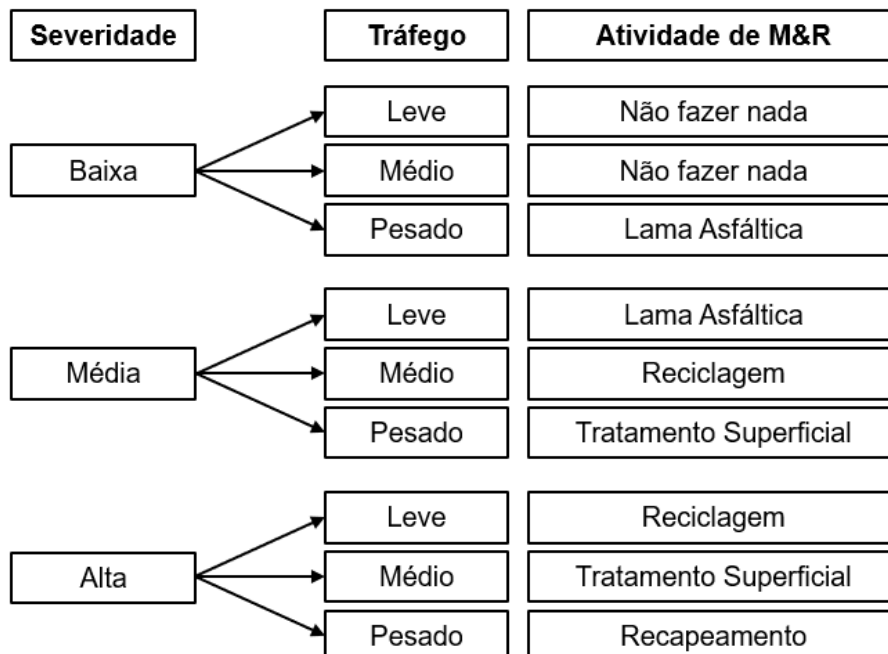 Severidade Tráfego Atividade de M&R
Leve Não fazer nada
Baixa Médio Não fazer nada
Pesado Lama Asfáltica
Leve Lama Asfáltica
Média Médio Reciclagem
Pesado Tratamento Superficial
Leve Reciclagem
Alta Médio Tratamento Superficial
Pesado Recapeamento